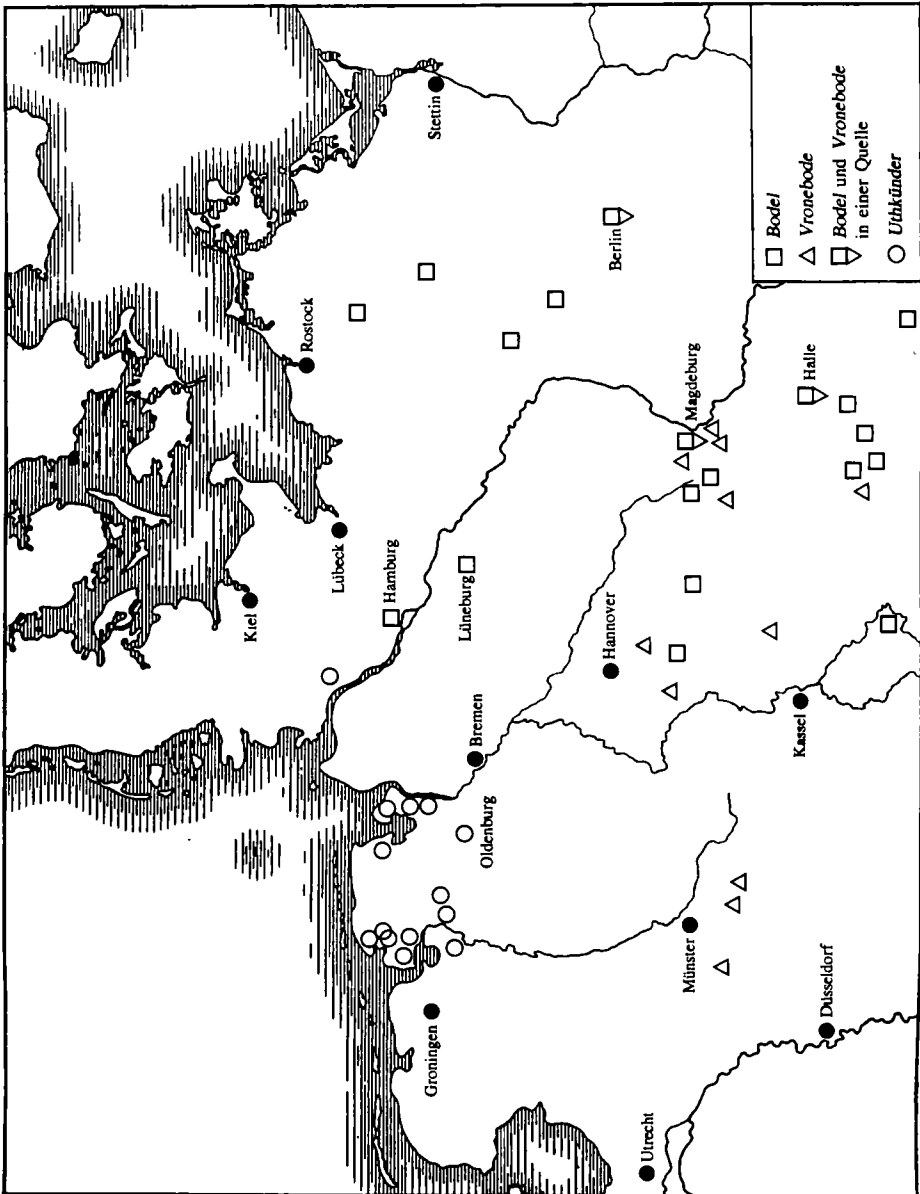 Stettin
Rostock
Lübeck
Kiel
Hamburg
Lüneburg
Berlin
Magdeburg
Halle
Hannover
Bremen
Oldenburg
Kassel
Groningen
Münster
Düsseldorf
Utrecht
Bodel
Vronebode
Bodel und Vronebode
in einer Quelle
Uthkünder